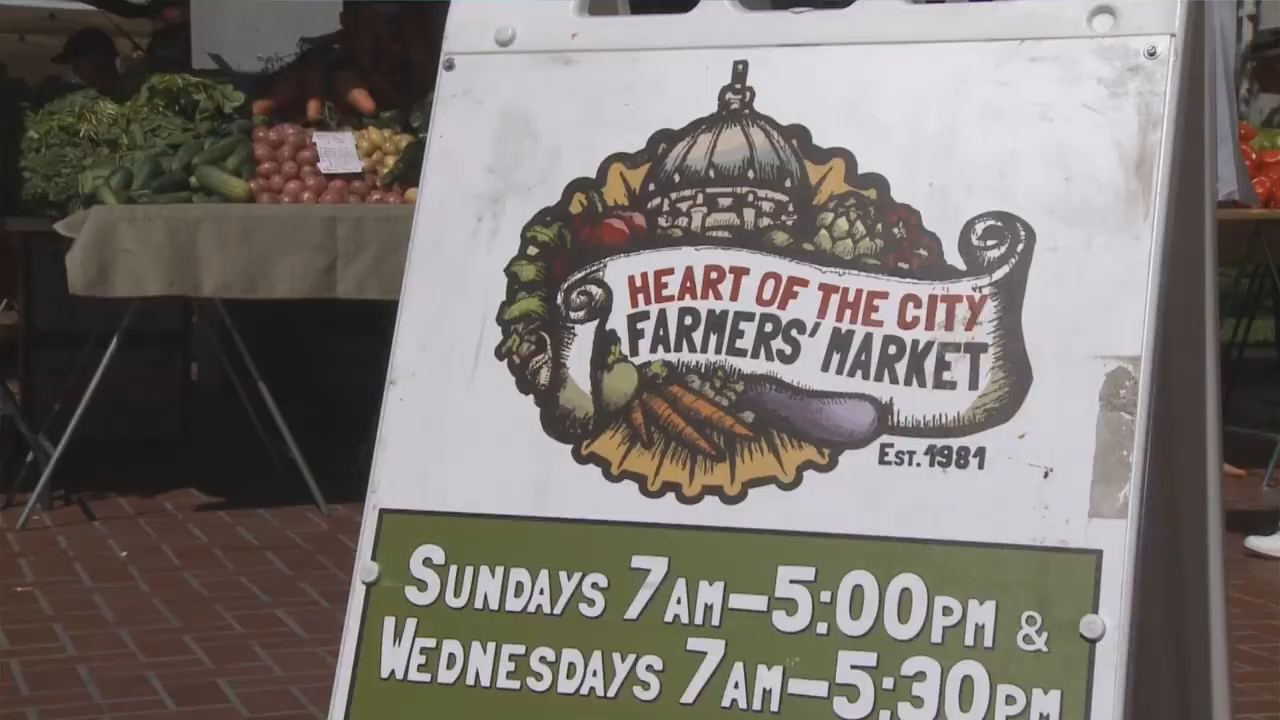 HEART OF THE CITY
FARMERS' MARKET
EST. 1981
SUNDAYS 7AM–5:00PM &
WEDNESDAYS 7AM–5:30PM